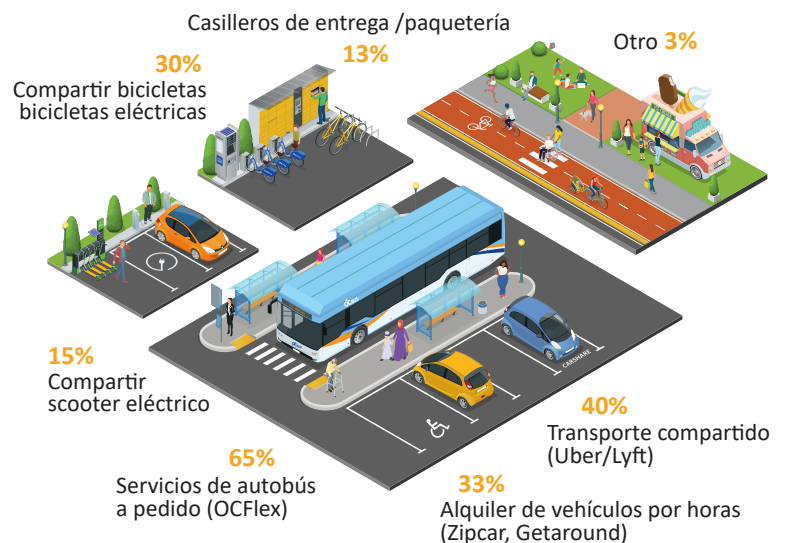 Casilleros de entrega /paquetería
13%
Otro 3%
30%
Compartir bicicletas
bicicletas eléctricas
15%
Compartir
scooter eléctrico
CARSHARE
40%
Transporte compartido
(Uber/Lyft)
65%
Servicios de autobús
a pedido (OCFlex)
33%
Alquiler de vehículos por horas
(Zipcar, Getaround)